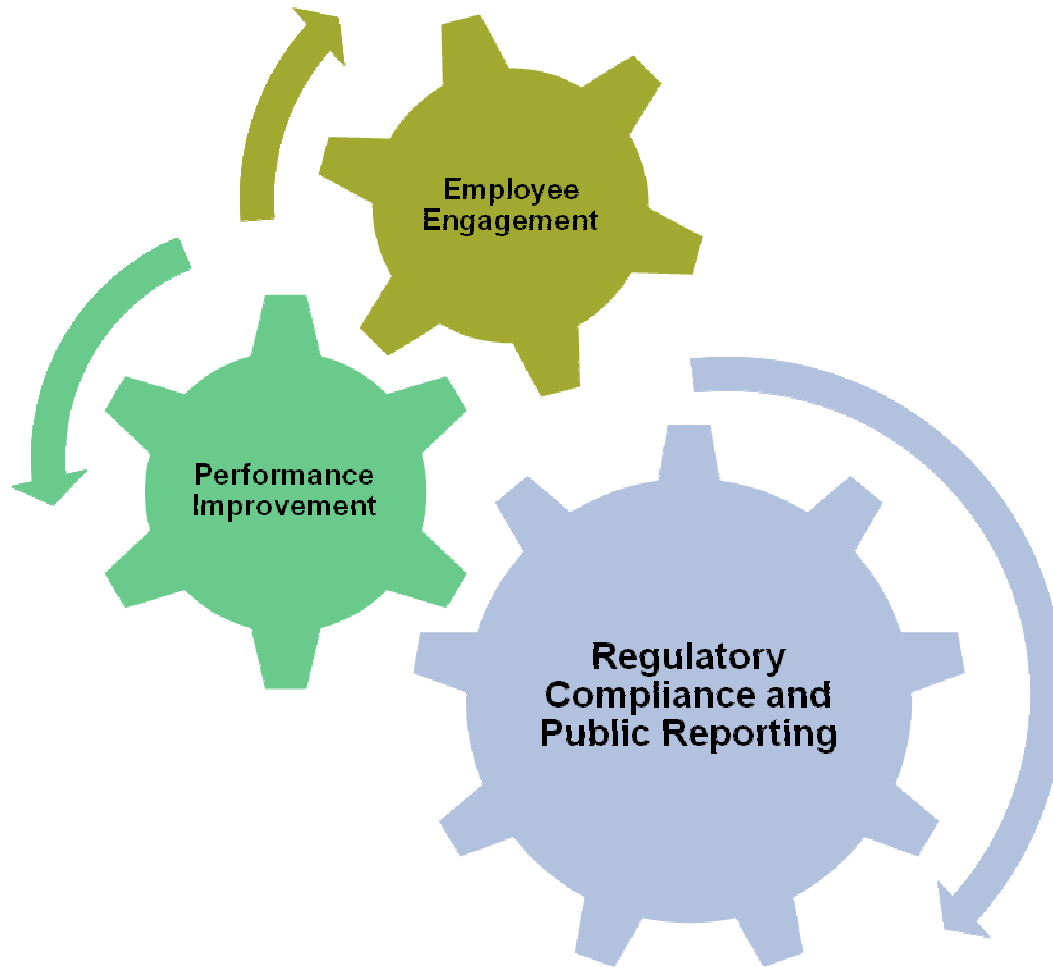 Employee
Engagement
Performance
Improvement
Regulatory
Compliance and
Public Reporting